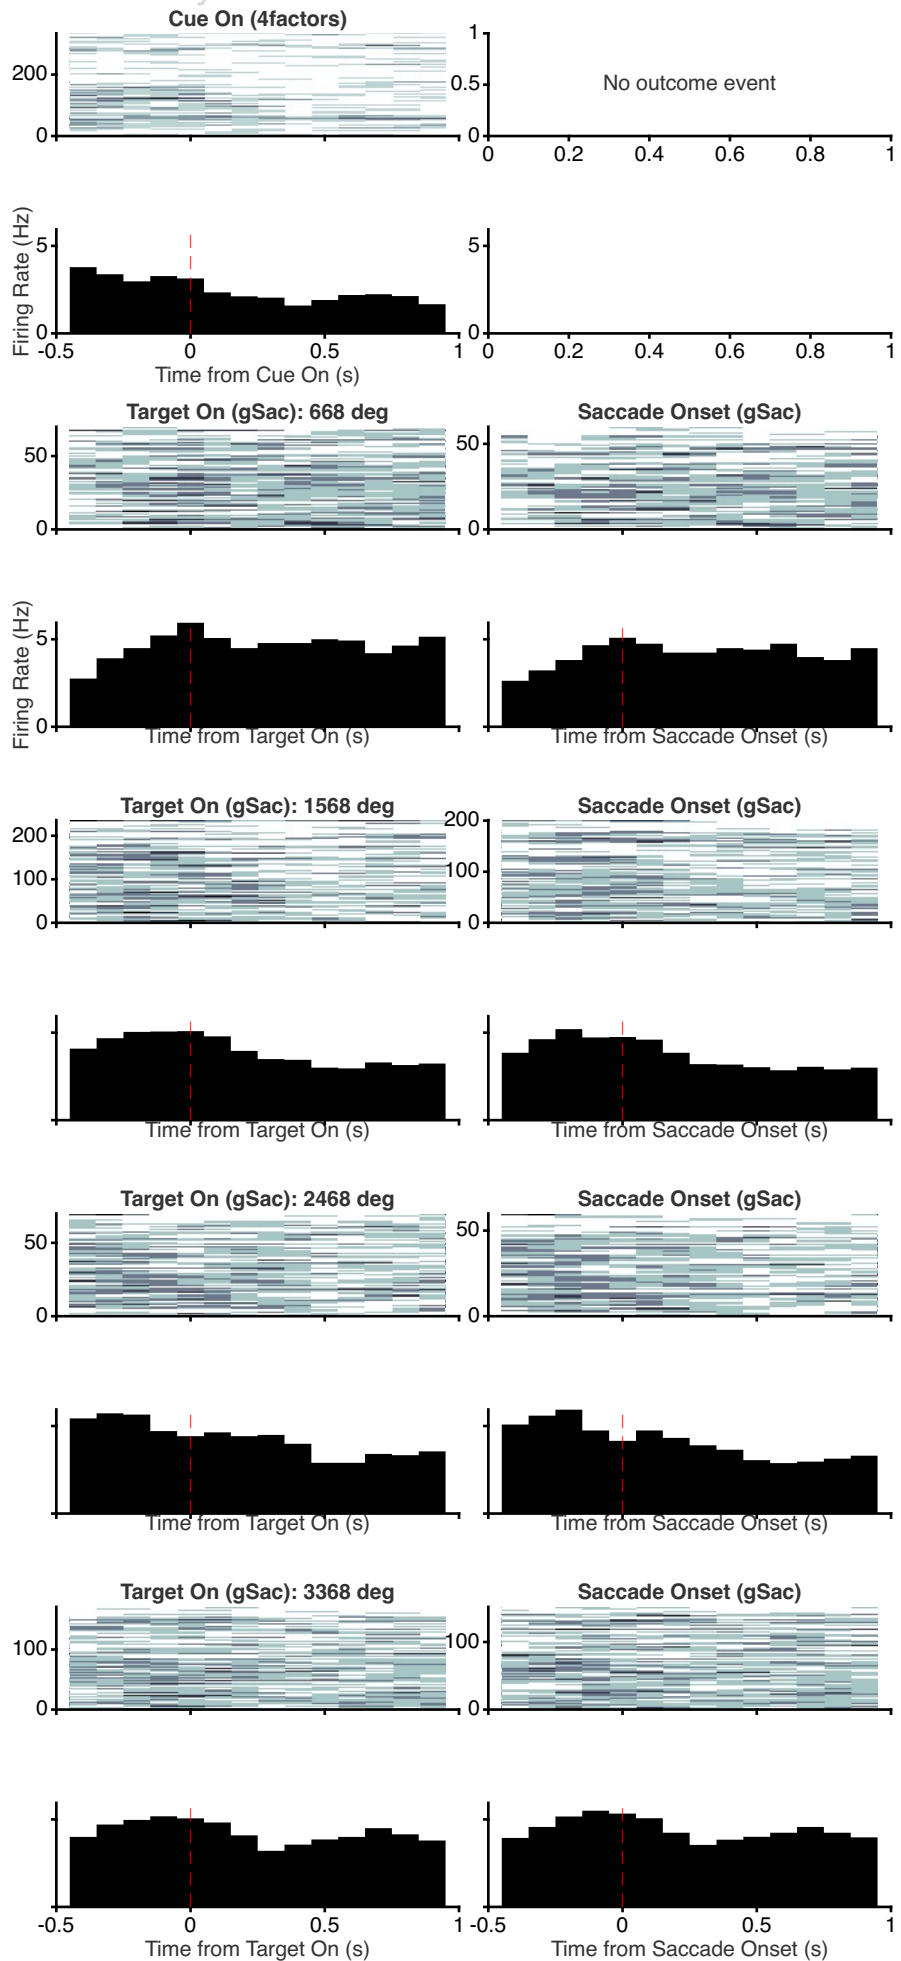 Cue On (4factors)
200
0
1
0.5
0
No outcome event
0 0.2 0.4 0.6 0.8 1
Firing Rate (Hz)
5
0
-0.5 0 0.5 1
Time from Cue On (s)
5
0
0 0.2 0.4 0.6 0.8 1
Target On (gSac): 668 deg
50
0
Saccade Onset (gSac)
50
0
Firing Rate (Hz)
5
0
Time from Target On (s)
5
0
Time from Saccade Onset (s)
Target On (gSac): 1568 deg
200
100
0
Saccade Onset (gSac)
200
100
0
Time from Target On (s)
Time from Saccade Onset (s)
Target On (gSac): 2468 deg
50
0
Saccade Onset (gSac)
50
0
Time from Target On (s)
Time from Saccade Onset (s)
Target On (gSac): 3368 deg
100
0
Saccade Onset (gSac)
100
0
-0.5 0 0.5 1
Time from Target On (s)
-0.5 0 0.5 1
Time from Saccade Onset (s)